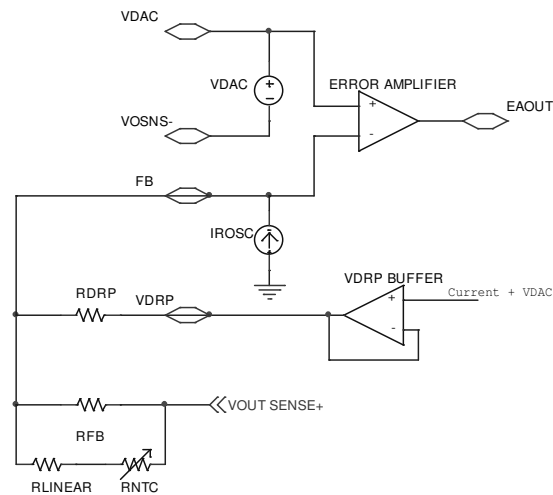 VDAC
VDAC
+
−
ERROR AMPLIFIER
+
-
EAOUT
VOSNS-
FB
IROSC
RDRP
VDRP
VDRP BUFFER
+
-
Current + VDAC
RFB
VOUT SENSE+
RLINEAR
RNTC